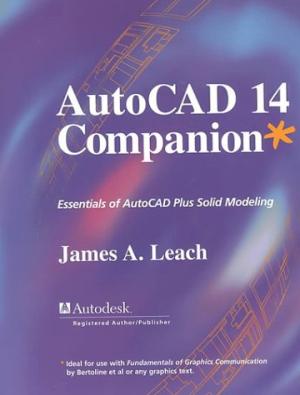 AutoCAD 14
Companion*
Essentials of AutoCAD Plus Solid Modeling
James A. Leach
Autodesk.
Registered Author/Publisher
* Ideal for use with Fundamentals of Graphics Communication
by Bertoline et al or any graphics text.